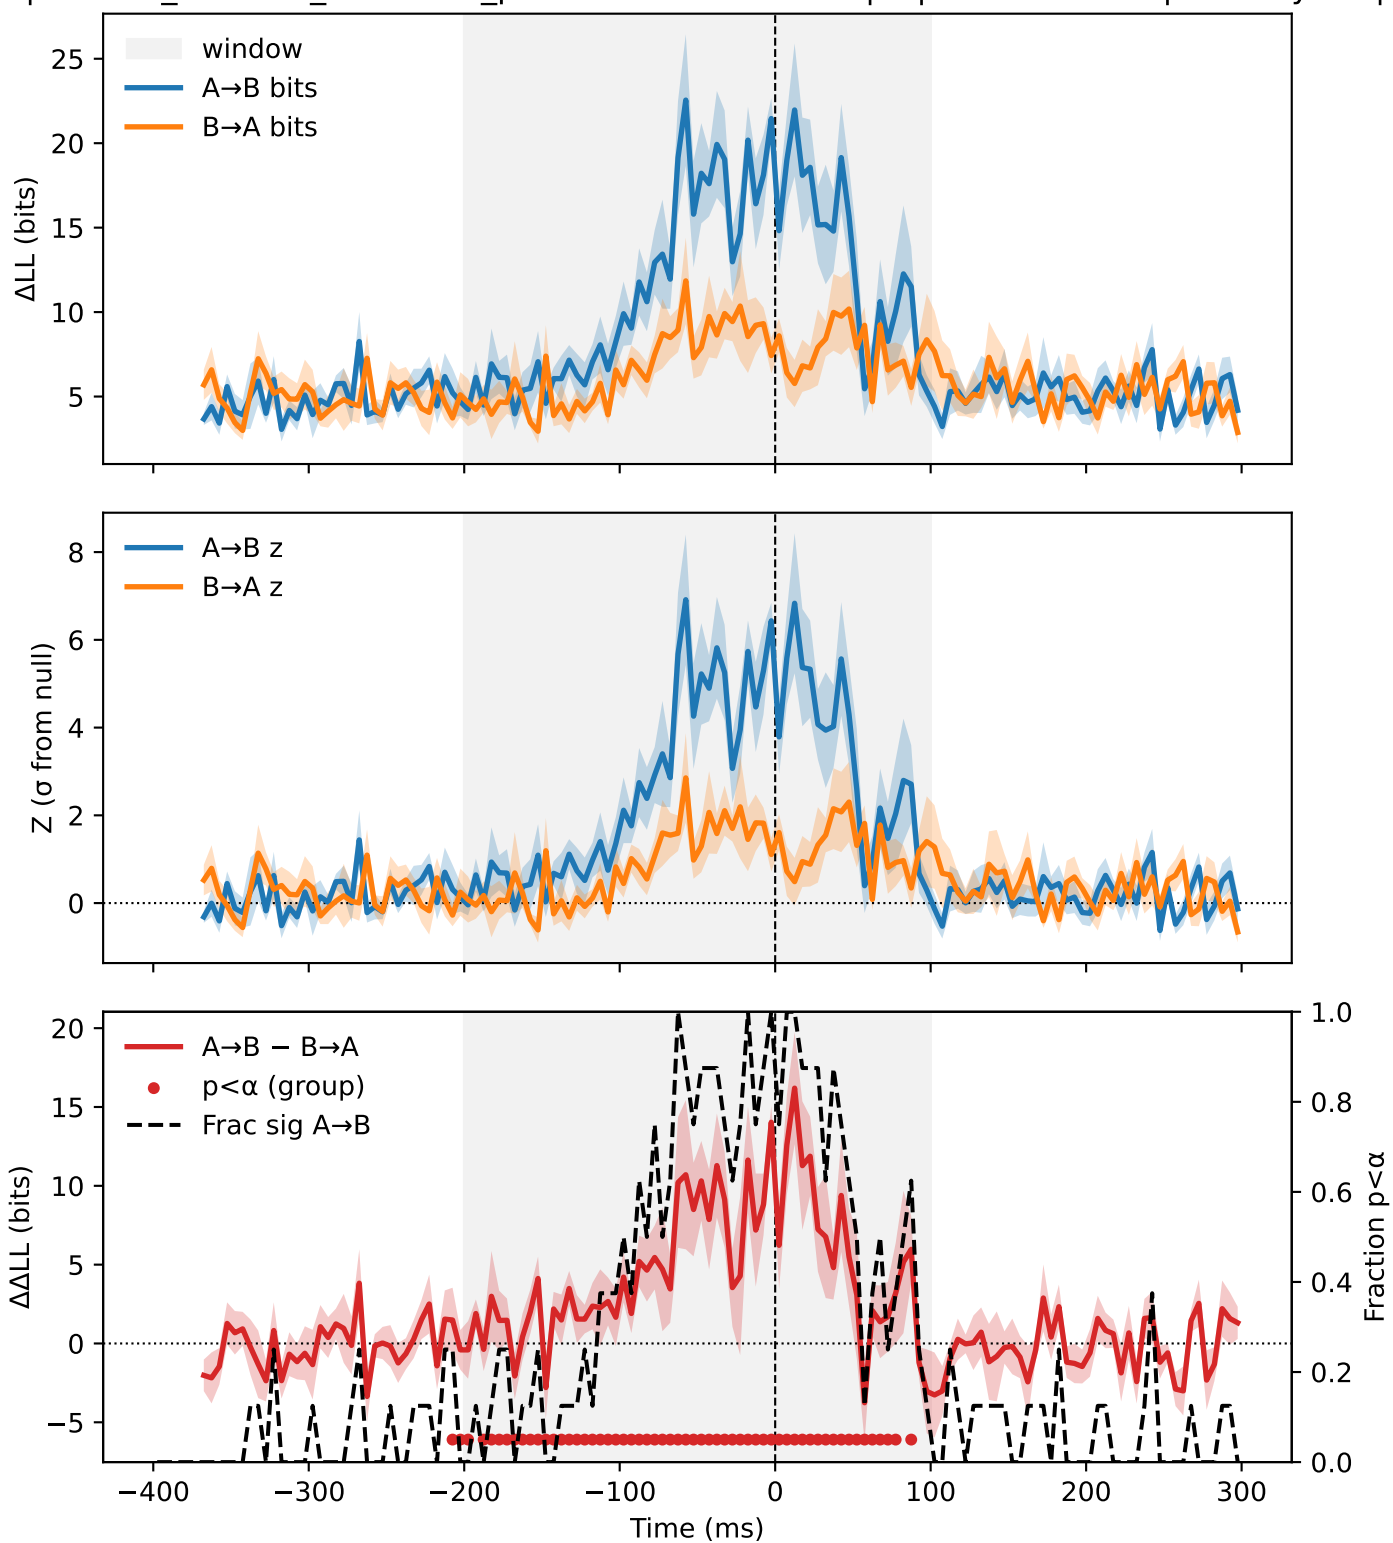 window
A→B bits
B→A bits
ΔLL (bits)
25
20
15
10
5
A→B z
B→A z
Z (σ from null)
8
6
4
2
0
A→B − B→A
p<α (group)
Frac sig A→B
ΔΔLL (bits)
20
15
10
5
0
−5
1.0
0.8
0.6
0.4
0.2
0.0
Fraction p<α
−400 −300 −200 −100 0 100 200 300
Time (ms)